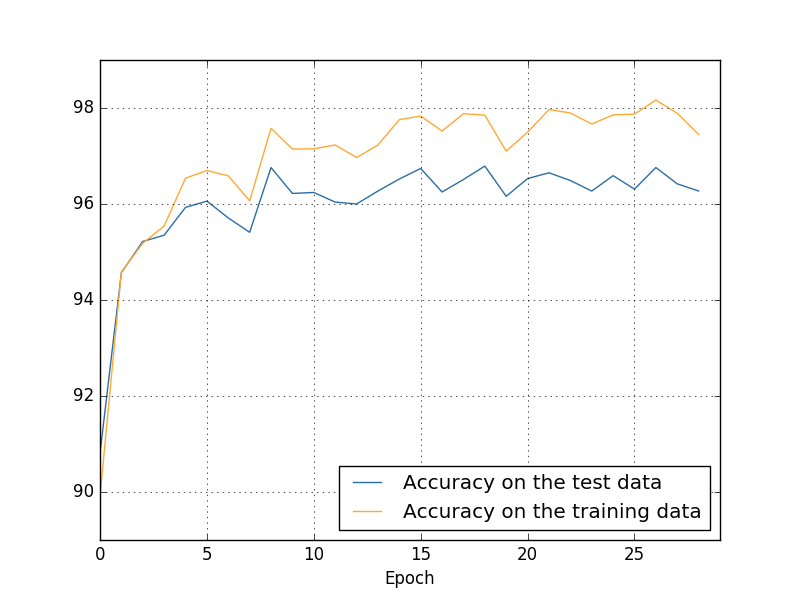 98
96
94
92
90
Accuracy on the test data
Accuracy on the training data
0 5 10 15 20 25
Epoch